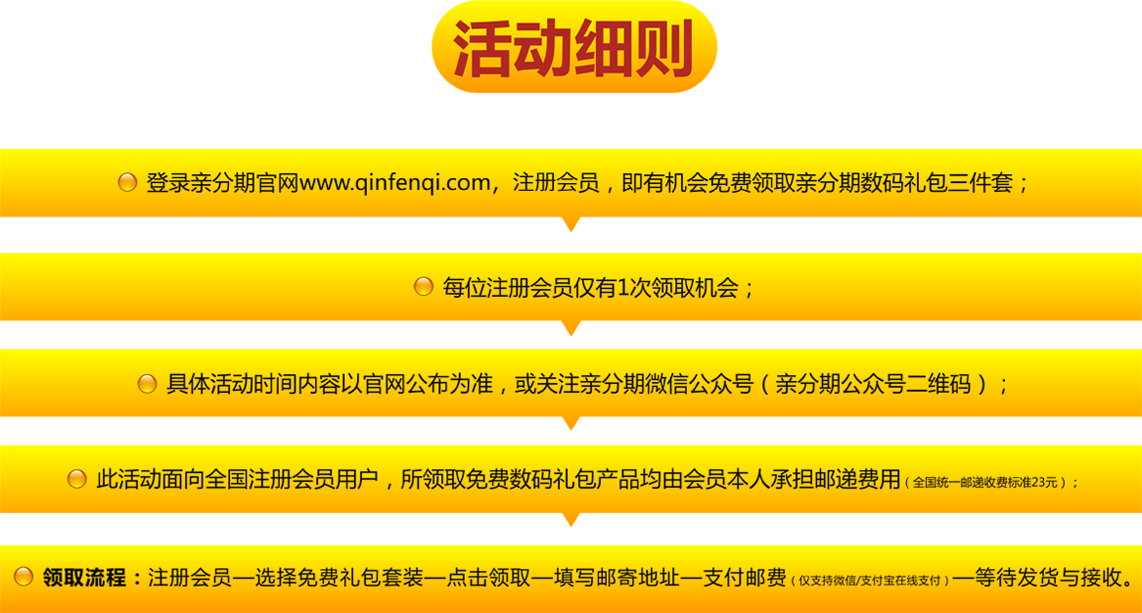 活动细则
登录亲分期官网www.qinfenqi.com，注册会员，即有机会免费领取亲分期数码礼包三件套；
每位注册会员仅有1次领取机会；
具体活动时间内容以官网公布为准，或关注亲分期微信公众号（亲分期公众号二维码）；
此活动面向全国注册会员用户，所领取免费数码礼包产品均由会员本人承担邮递费用（全国统一邮递收费标准23元）；
领取流程：注册会员—选择免费礼包套装—点击领取—填写邮寄地址—支付邮费（仅支持微信/支付宝在线支付）—等待发货与接收。